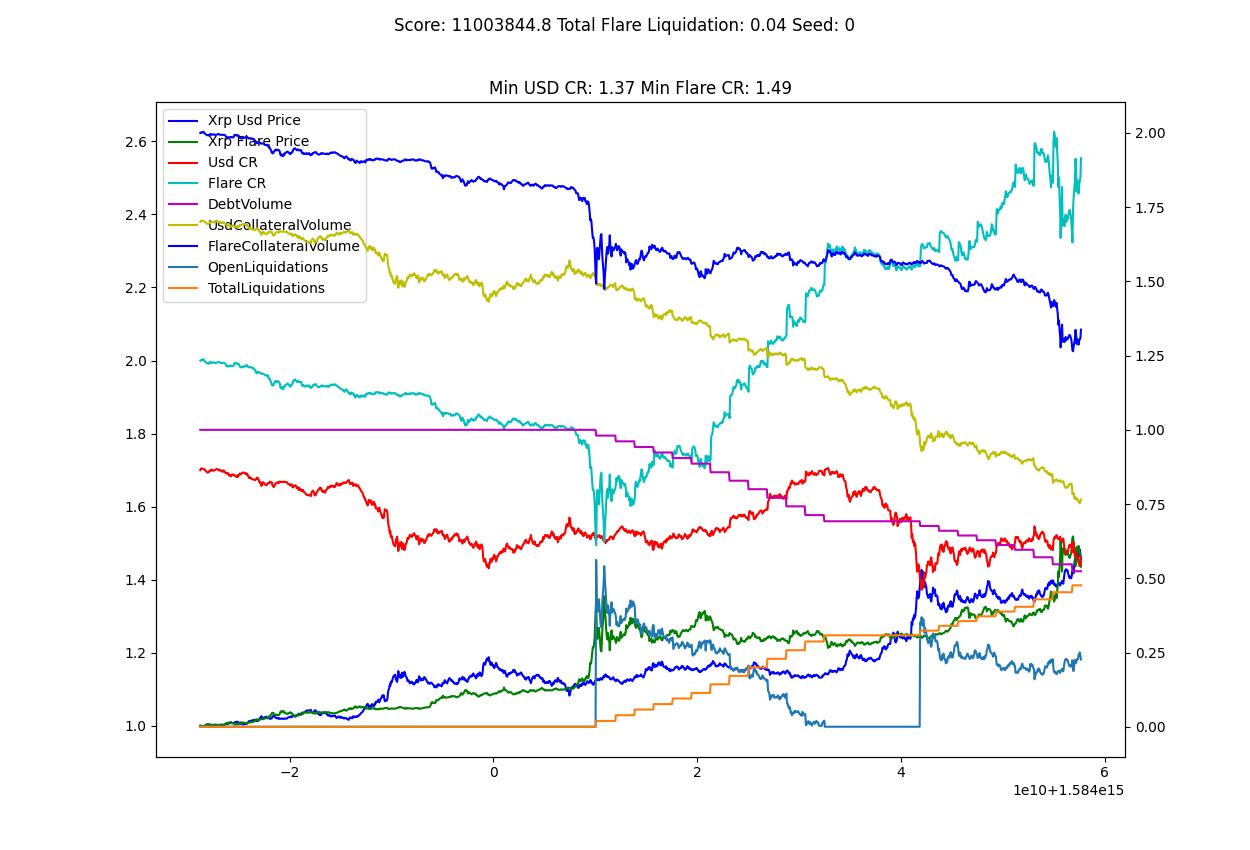 Score: 11003844.8 Total Flare Liquidation: 0.04 Seed: 0
Min USD CR: 1.37 Min Flare CR: 1.49
Xrp Usd Price
Xrp Flare Price
Usd CR
Flare CR
DebtVolume
UsdCollateralVolume
FlareCollateralVolume
OpenLiquidations
TotalLiquidations
2.6
2.4
2.2
2.0
1.8
1.6
1.4
1.2
1.0
2.00
1.75
1.50
1.25
1.00
0.75
0.50
0.25
0.00
−2 0 2 4 6
1e10+1.584e15